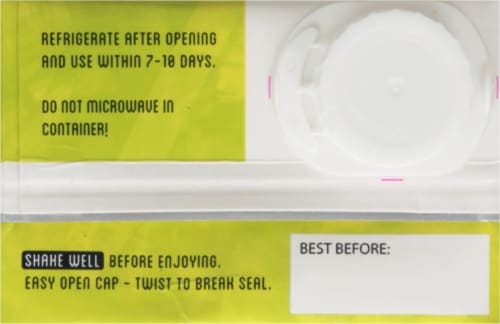 REFRIGERATE AFTER OPENING
AND USE WITHIN 7-10 DAYS.
DO NOT MICROWAVE IN
CONTAINER!
SHAKE WELL BEFORE ENJOYING.
EASY OPEN CAP - TWIST TO BREAK SEAL.
BEST BEFORE: